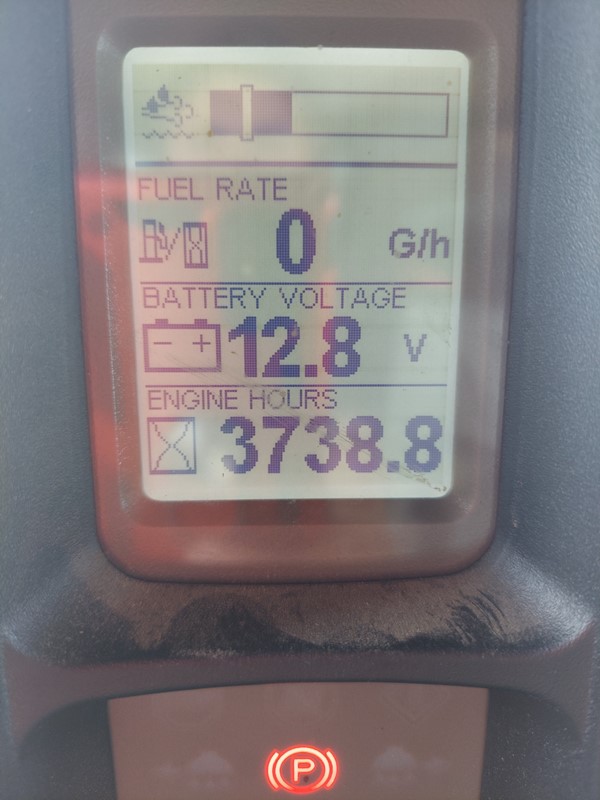 FUEL RATE
0 G/h
BATTERY VOLTAGE
- + 12.8 V
ENGINE HOURS
3738.8
P